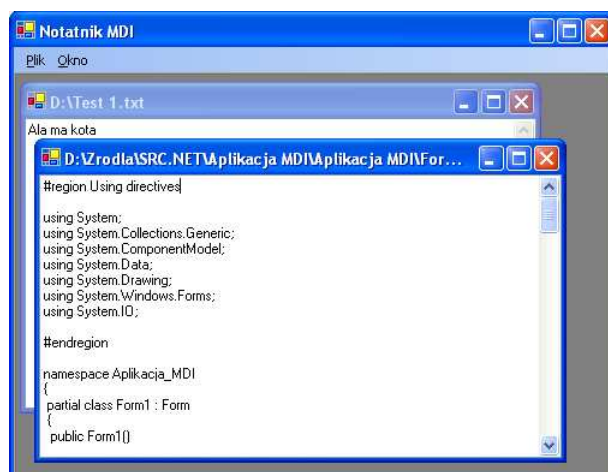 Notatnik MDI
Plik Okno
D:\Test 1.txt
Ala ma kota
D:\Zrodla\SRC.NET\Aplikacja MDI\Aplikacja MDI\For...
#region Using directives
using System;
using System.Collections.Generic;
using System.ComponentModel;
using System.Data;
using System.Drawing;
using System.Windows.Forms;
using System.IO;
#endregion
namespace Aplikacja_MDI
{
partial class Form1 : Form
{
public Form1()